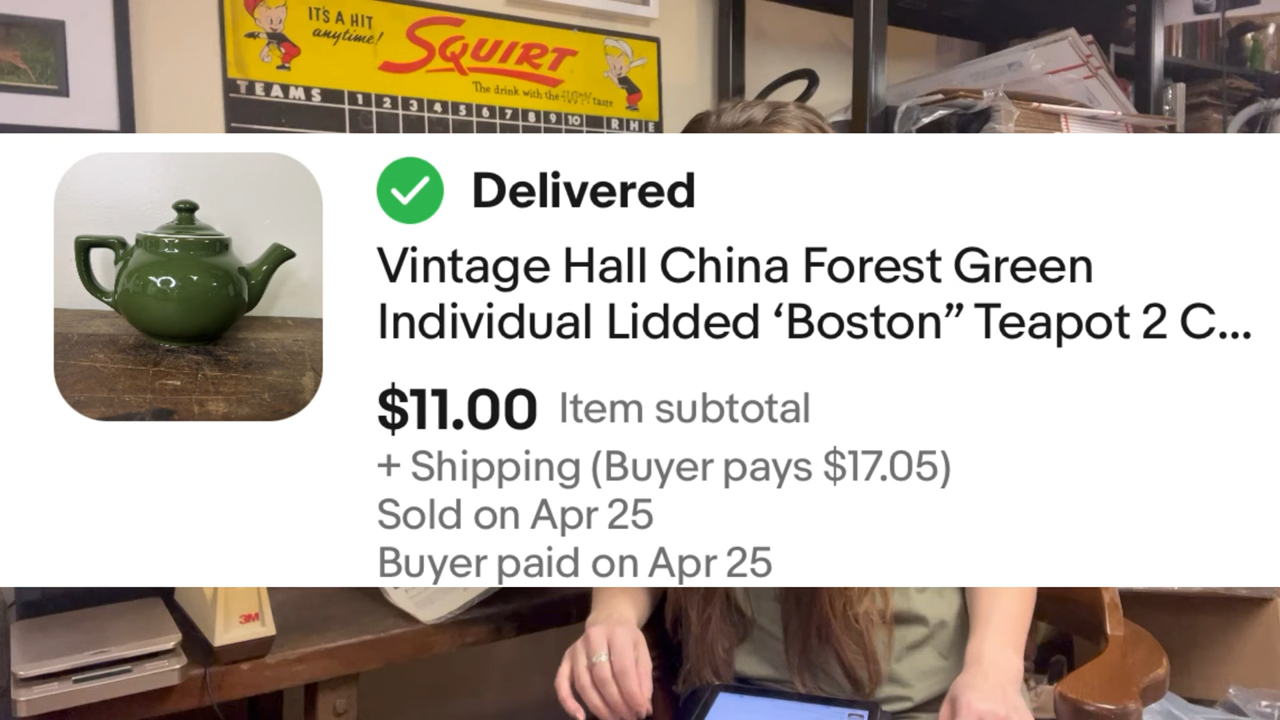 IT'S A HIT
anytime!
SQUIRT
The drink with the taste
TEAMS 1 2 3 4 5 6 7 8 9 10 R H E
Delivered
Vintage Hall China Forest Green
Individual Lidded ‘Boston” Teapot 2 C...
$11.00 Item subtotal
+ Shipping (Buyer pays $17.05)
Sold on Apr 25
Buyer paid on Apr 25
3M